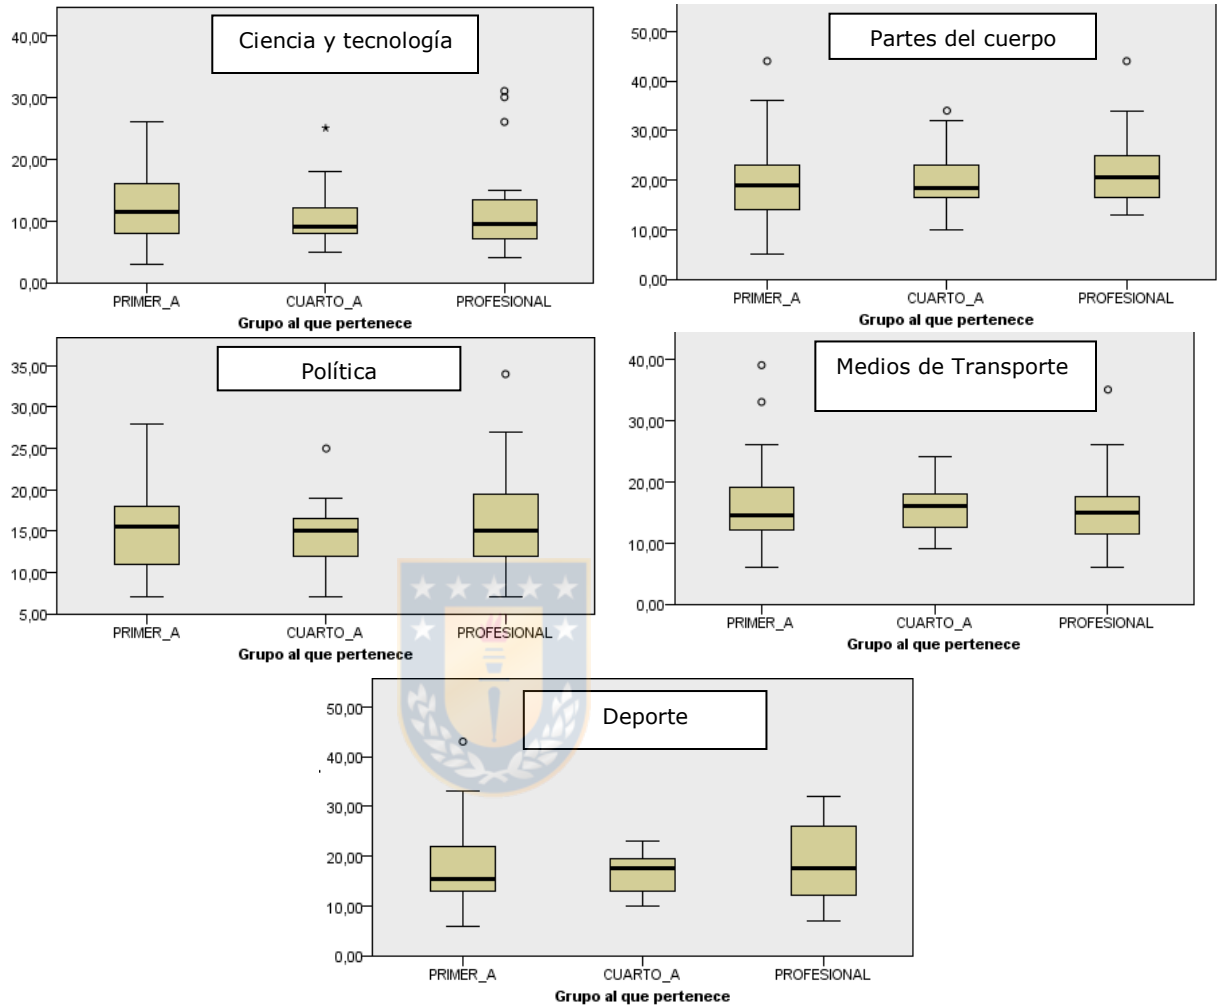 Ciencia y tecnología
40,00
30,00
20,00
10,00
0,00
PRIMER_A CUARTO_A PROFESIONAL
Grupo al que pertenece
Partes del cuerpo
50,00
40,00
30,00
20,00
10,00
0,00
PRIMER_A CUARTO_A PROFESIONAL
Grupo al que pertenece
Política
35,00
30,00
25,00
20,00
15,00
10,00
5,00
PRIMER_A CUARTO_A PROFESIONAL
Grupo al que pertenece
Medios de Transporte
40,00
30,00
20,00
10,00
0,00
PRIMER_A CUARTO_A PROFESIONAL
Grupo al que pertenece
Deporte
50,00
40,00
30,00
20,00
10,00
0,00
PRIMER_A CUARTO_A PROFESIONAL
Grupo al que pertenece